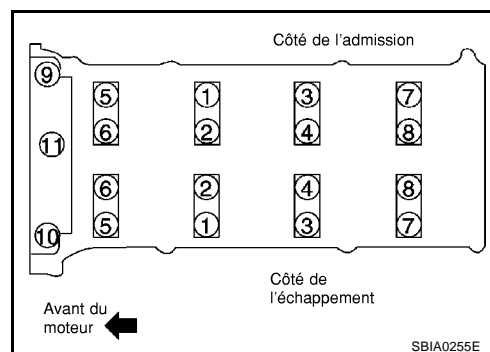 Côté de l'admission
9
5 1 3 7
6 2 4 8
11
6 2 4 8
5 1 3 7
10
Côté de
l'échappement
Avant du
moteur
SBIA0255E